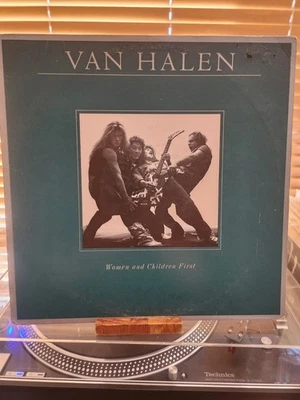 VAN HALEN
Women and Children First
Technics